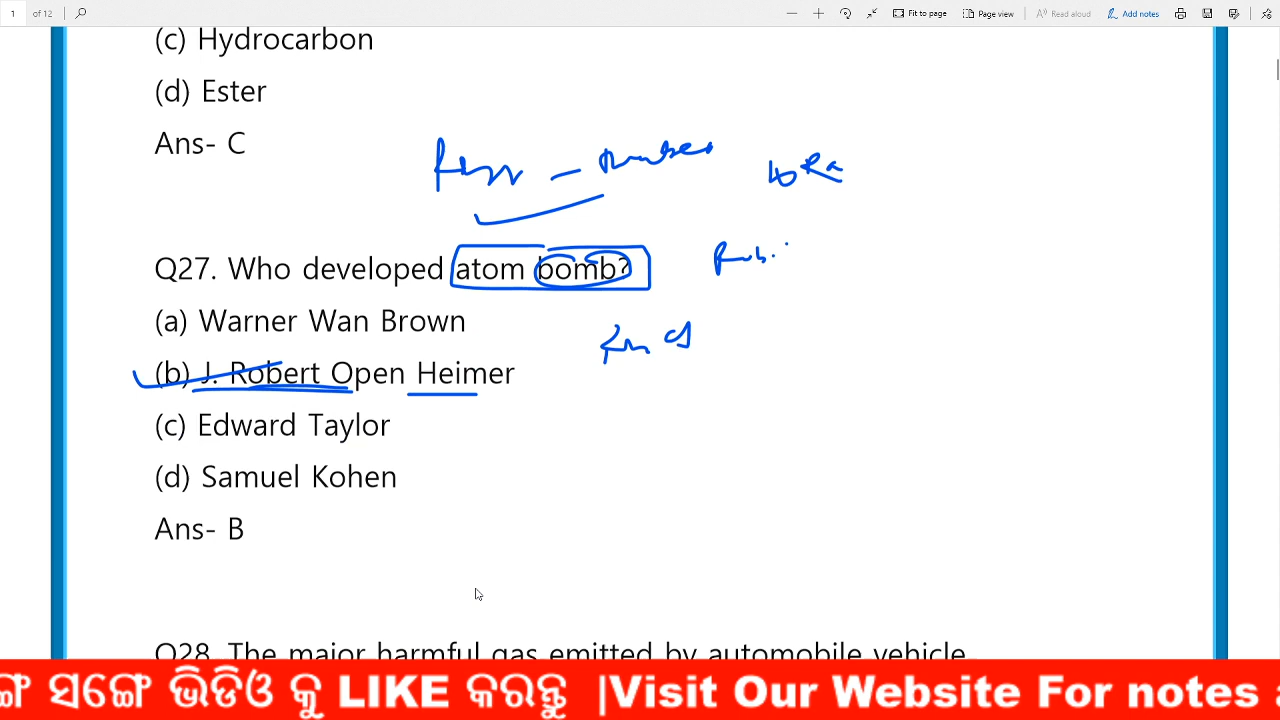 1 of 12 Fit to page Page view Read aloud Add notes
(c) Hydrocarbon
(d) Ester
Ans- C
Q27. Who developed atom bomb?
(a) Warner Wan Brown
(b) J. Robert Open Heimer
(c) Edward Taylor
(d) Samuel Kohen
Ans- B
Q28. The major harmful gas emitted by automobile vehicle
ସଙ୍ଗେ ଭିଡିଓ କୁ LIKE କରନ୍ତୁ |Visit Our Website For notes